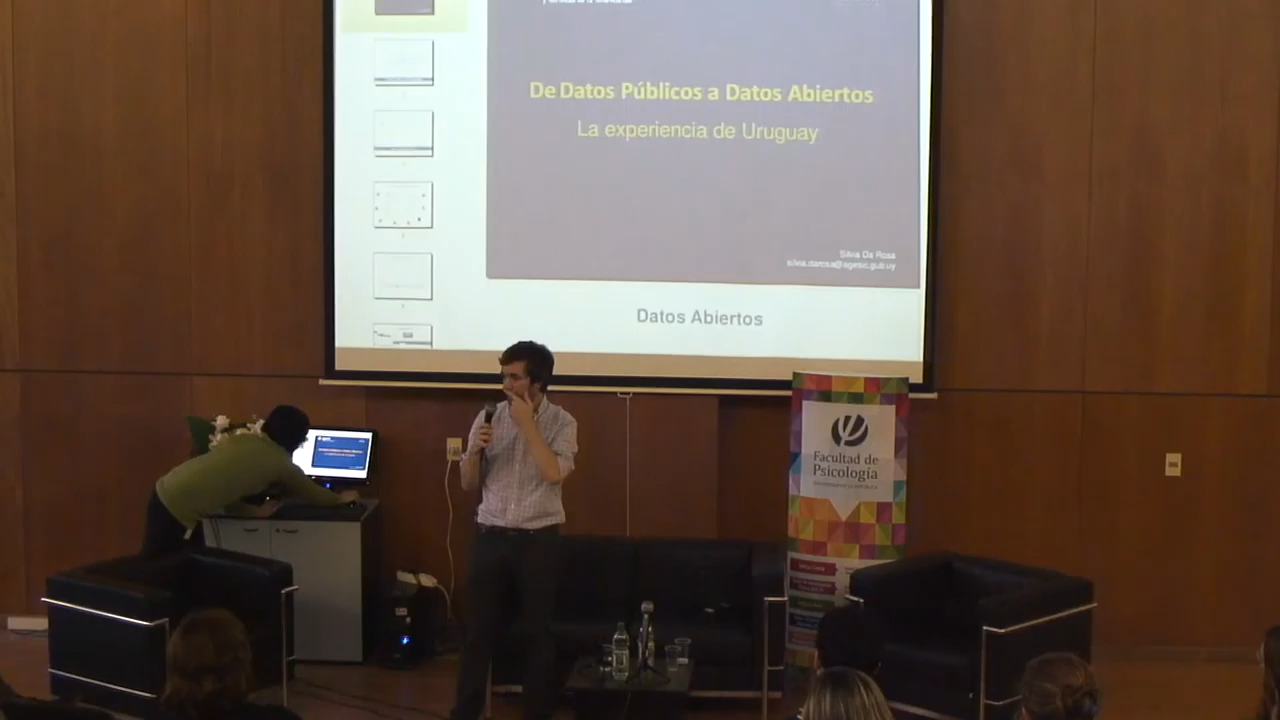 De Datos Públicos a Datos Abiertos
La experiencia de Uruguay
Silvia Da Rosa
silvia.darosa@agesic.gub.uy
Datos Abiertos
Facultad de
Psicología